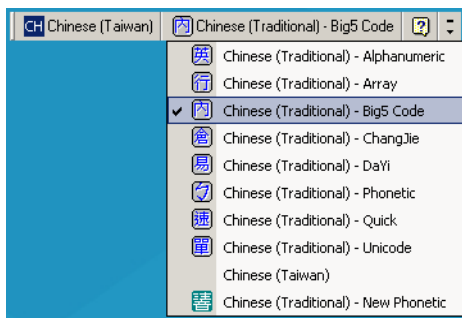 CH Chinese (Taiwan) 內 Chinese (Traditional) - Big5 Code ?
英 Chinese (Traditional) - Alphanumeric
行 Chinese (Traditional) - Array
內 Chinese (Traditional) - Big5 Code
倉 Chinese (Traditional) - ChangJie
易 Chinese (Traditional) - DaYi
ㄅ Chinese (Traditional) - Phonetic
速 Chinese (Traditional) - Quick
單 Chinese (Traditional) - Unicode
Chinese (Taiwan)
Chinese (Traditional) - New Phonetic